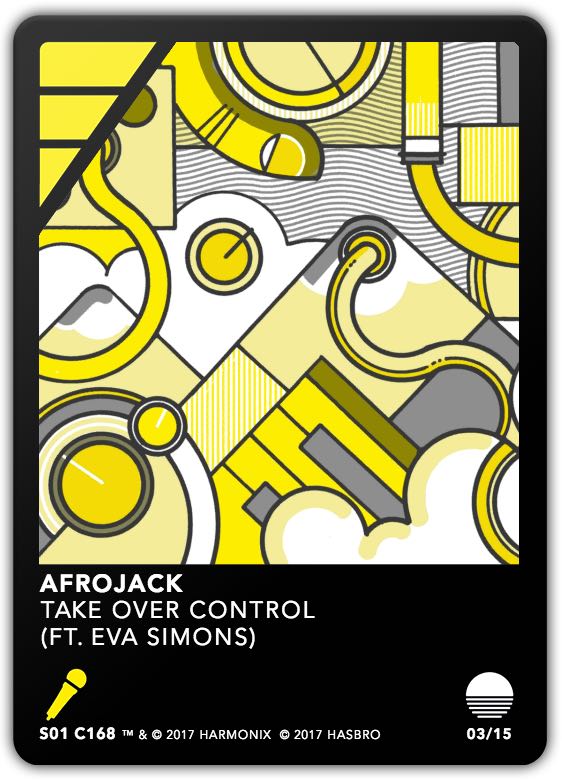 AFROJACK
TAKE OVER CONTROL
(FT. EVA SIMONS)
S01 C168 ™ & © 2017 HARMONIX © 2017 HASBRO 03/15